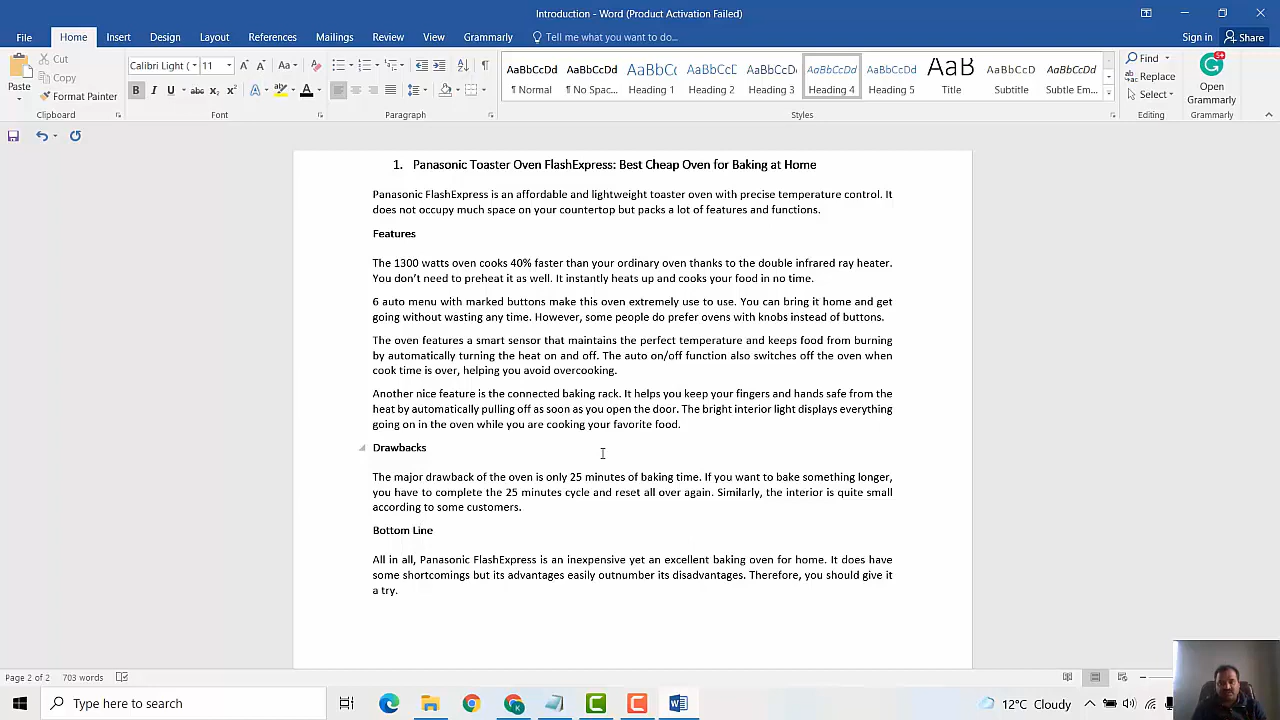 Introduction - Word (Product Activation Failed)
File Home Insert Design Layout References Mailings Review View Grammarly Tell me what you want to do... Sign in Share
Paste Cut Copy Format Painter
Calibri Light ( 11 Aa
B I U abc x₂ x² A A
¶
AaBbCcDd AaBbCcDd AaBbCc AaBbCcD AaBbCcDd AaBbCcDd AaBbCcDd AaB AaBbCcDd AaBbCcDd
¶ Normal ¶ No Spac... Heading 1 Heading 2 Heading 3 Heading 4 Heading 5 Title Subtitle Subtle Em...
Find Replace Select
Open Grammarly
Clipboard Font Paragraph Styles Editing Grammarly
1. Panasonic Toaster Oven FlashExpress: Best Cheap Oven for Baking at Home
Panasonic FlashExpress is an affordable and lightweight toaster oven with precise temperature control. It
does not occupy much space on your countertop but packs a lot of features and functions.
Features
The 1300 watts oven cooks 40% faster than your ordinary oven thanks to the double infrared ray heater.
You don't need to preheat it as well. It instantly heats up and cooks your food in no time.
6 auto menu with marked buttons make this oven extremely use to use. You can bring it home and get
going without wasting any time. However, some people do prefer ovens with knobs instead of buttons.
The oven features a smart sensor that maintains the perfect temperature and keeps food from burning
by automatically turning the heat on and off. The auto on/off function also switches off the oven when
cook time is over, helping you avoid overcooking.
Another nice feature is the connected baking rack. It helps you keep your fingers and hands safe from the
heat by automatically pulling off as soon as you open the door. The bright interior light displays everything
going on in the oven while you are cooking your favorite food.
Drawbacks
The major drawback of the oven is only 25 minutes of baking time. If you want to bake something longer,
you have to complete the 25 minutes cycle and reset all over again. Similarly, the interior is quite small
according to some customers.
Bottom Line
All in all, Panasonic FlashExpress is an inexpensive yet an excellent baking oven for home. It does have
some shortcomings but its advantages easily outnumber its disadvantages. Therefore, you should give it
a try.
Page 2 of 2 703 words
Type here to search
12°C Cloudy